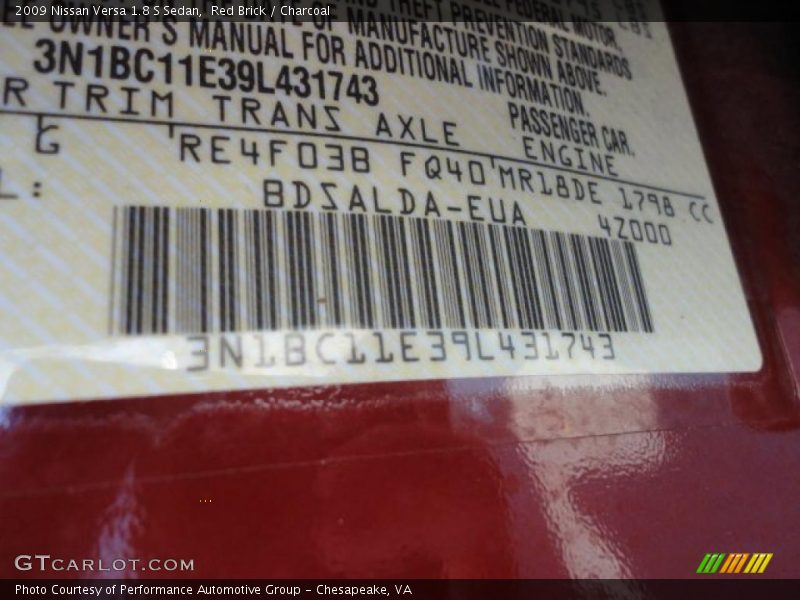 2009 Nissan Versa 1.8 S Sedan, Red Brick / Charcoal
THEFT PREVENTION STANDARDS
OF MANUFACTURE SHOWN ABOVE.
OWNER'S MANUAL FOR ADDITIONAL INFORMATION.
3N1BC11E39L431743
PASSENGER CAR.
R TRIM TRANS AXLE ENGINE
G RE4F03B FQ40 MR18DE 1798 CC
L: BDSALDA-EUA 4Z000
3N1BC11E39L431743
GTCARLOT.COM
Photo Courtesy of Performance Automotive Group - Chesapeake, VA